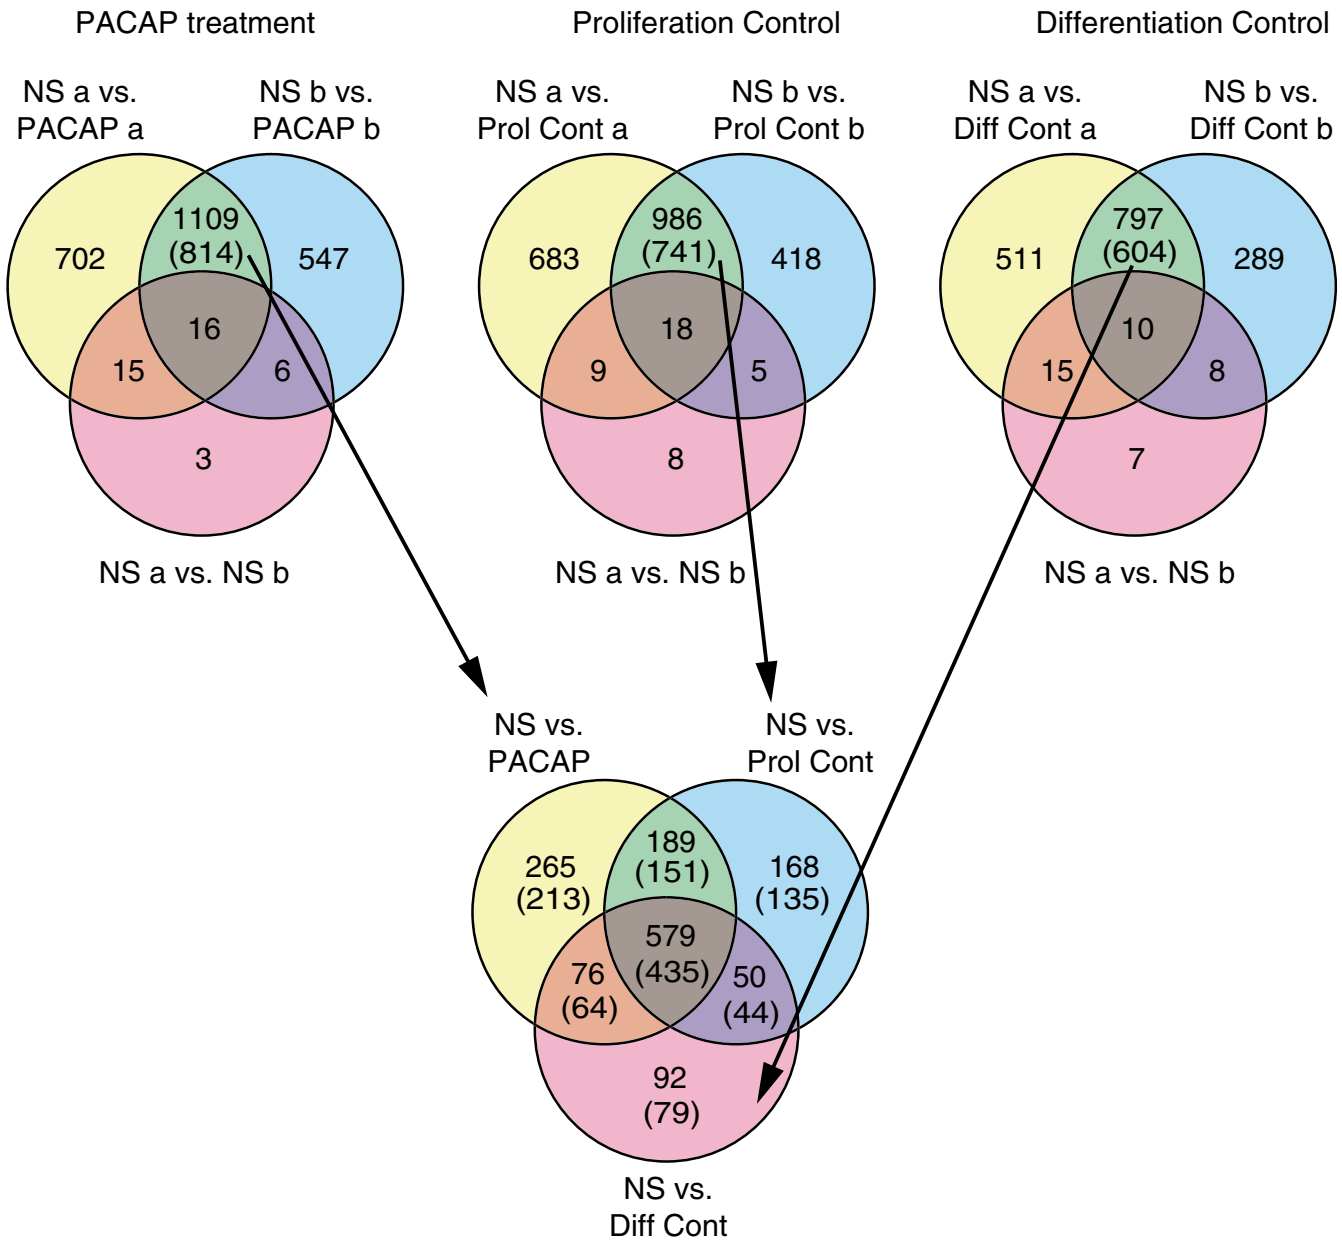 PACAP treatment
Proliferation Control
Differentiation Control
NS a vs.
PACAP a
NS b vs.
PACAP b
NS a vs.
Prol Cont a
NS b vs.
Prol Cont b
NS a vs.
Diff Cont a
NS b vs.
Diff Cont b
702
1109
(814)
547
16
15
6
3
NS a vs. NS b
683
986
(741)
418
18
9
5
8
NS a vs. NS b
511
797
(604)
289
10
15
8
7
NS a vs. NS b
NS vs.
PACAP
NS vs.
Prol Cont
265
(213)
189
(151)
168
(135)
579
(435)
76
(64)
50
(44)
92
(79)
NS vs.
Diff Cont